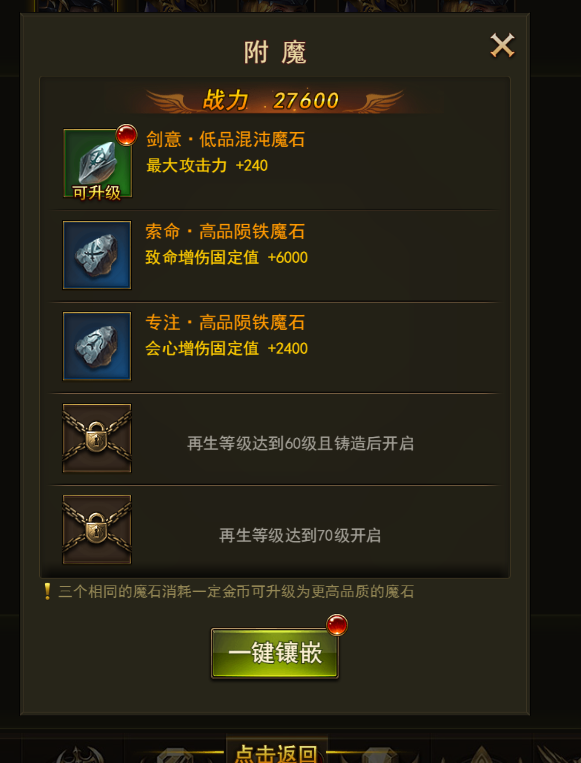 附 魔
战力 27600
剑意·低品混沌魔石
最大攻击力 +240
可升级
索命·高品陨铁魔石
致命增伤固定值 +6000
专注·高品陨铁魔石
会心增伤固定值 +2400
再生等级达到60级且铸造后开启
再生等级达到70级开启
三个相同的魔石消耗一定金币可升级为更高品质的魔石
一键镶嵌
点击返回